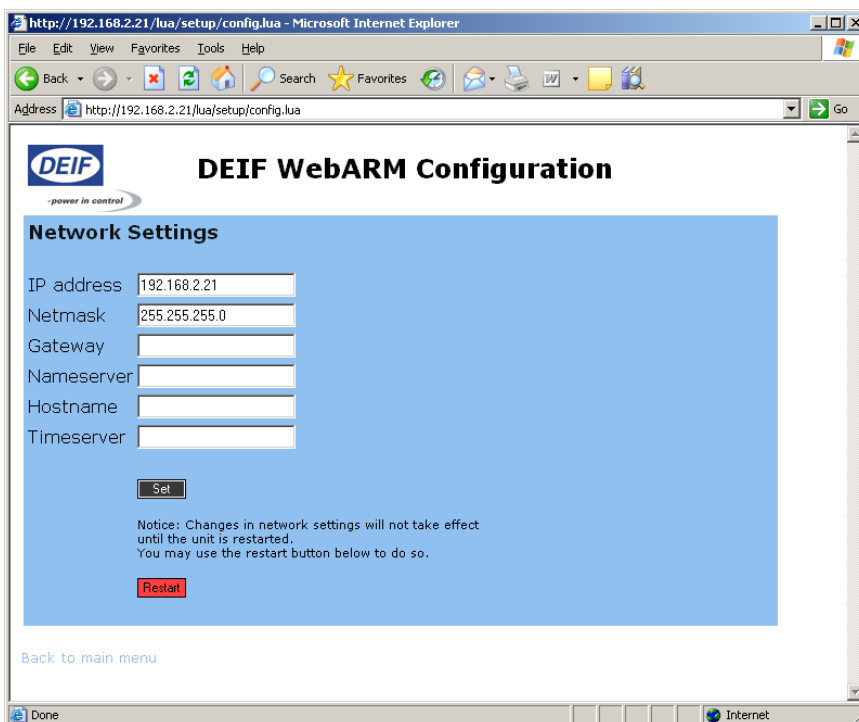 http://192.168.2.21/lua/setup/config.lua - Microsoft Internet Explorer
File Edit View Favorites Tools Help
Back Search Favorites
Address http://192.168.2.21/lua/setup/config.lua Go
DEIF
-power in control
DEIF WebARM Configuration
Network Settings
IP address 192.168.2.21
Netmask 255.255.255.0
Gateway
Nameserver
Hostname
Timeserver
Set
Notice: Changes in network settings will not take effect
until the unit is restarted.
You may use the restart button below to do so.
Restart
Back to main menu
Done Internet